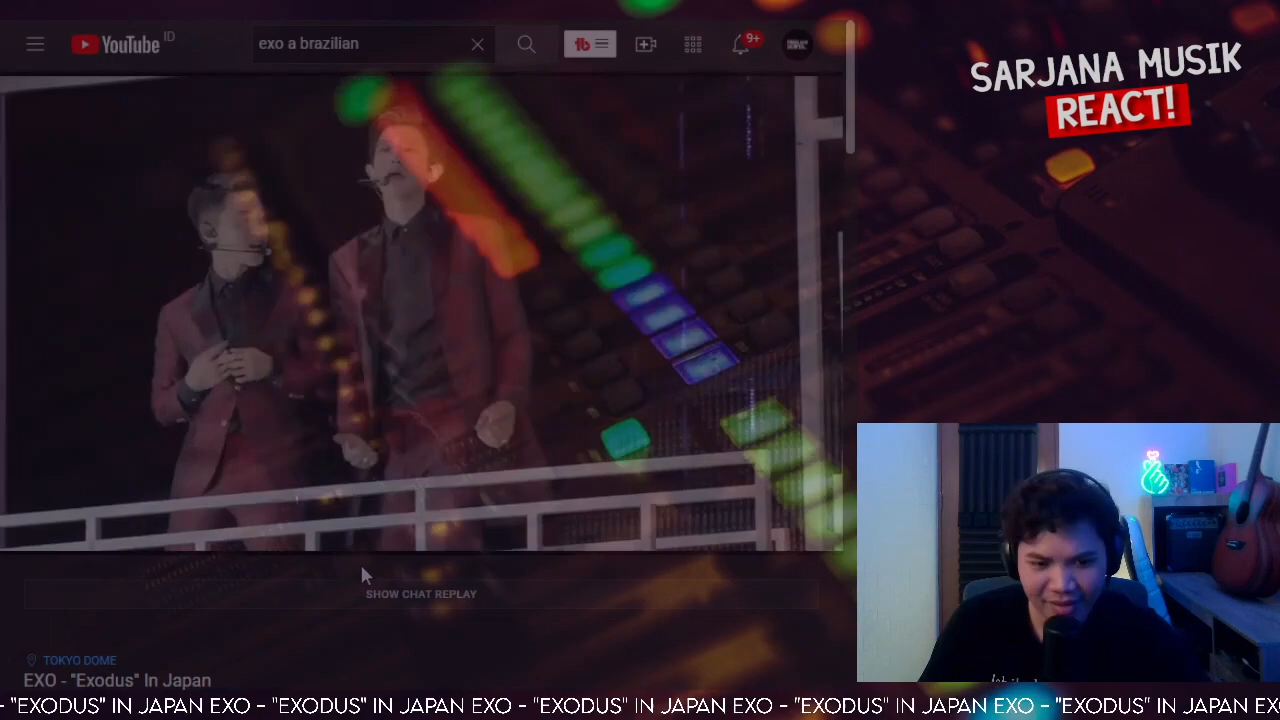 YouTube ID
exo a brazilian
tb
9+
SARJANA MUSIK
REACT!
SHOW CHAT REPLAY
TOKYO DOME
EXO - "Exodus" In Japan
- "EXODUS" IN JAPAN EXO - "EXODUS" IN JAPAN EXO - "EXODUS" IN JAPAN EXO - "EXODUS" IN JAPAN EXO - "EXODUS" IN JAPAN EX